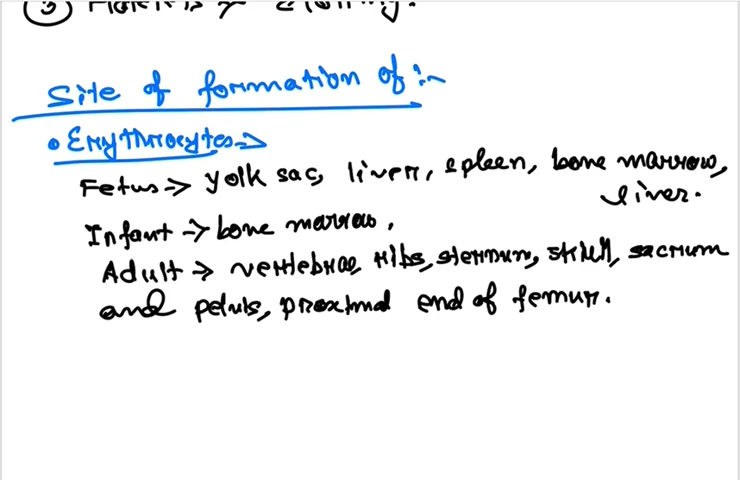 ③
Site of formation of :-
• Erythrocytes →
Fetus → yolk sac, liver, spleen, bone marrow,
liver.
Infant → bone marrow.
Adult → vertebrae, ribs, sternum, skull, sacrum
and pelvis, proximal end of femur.